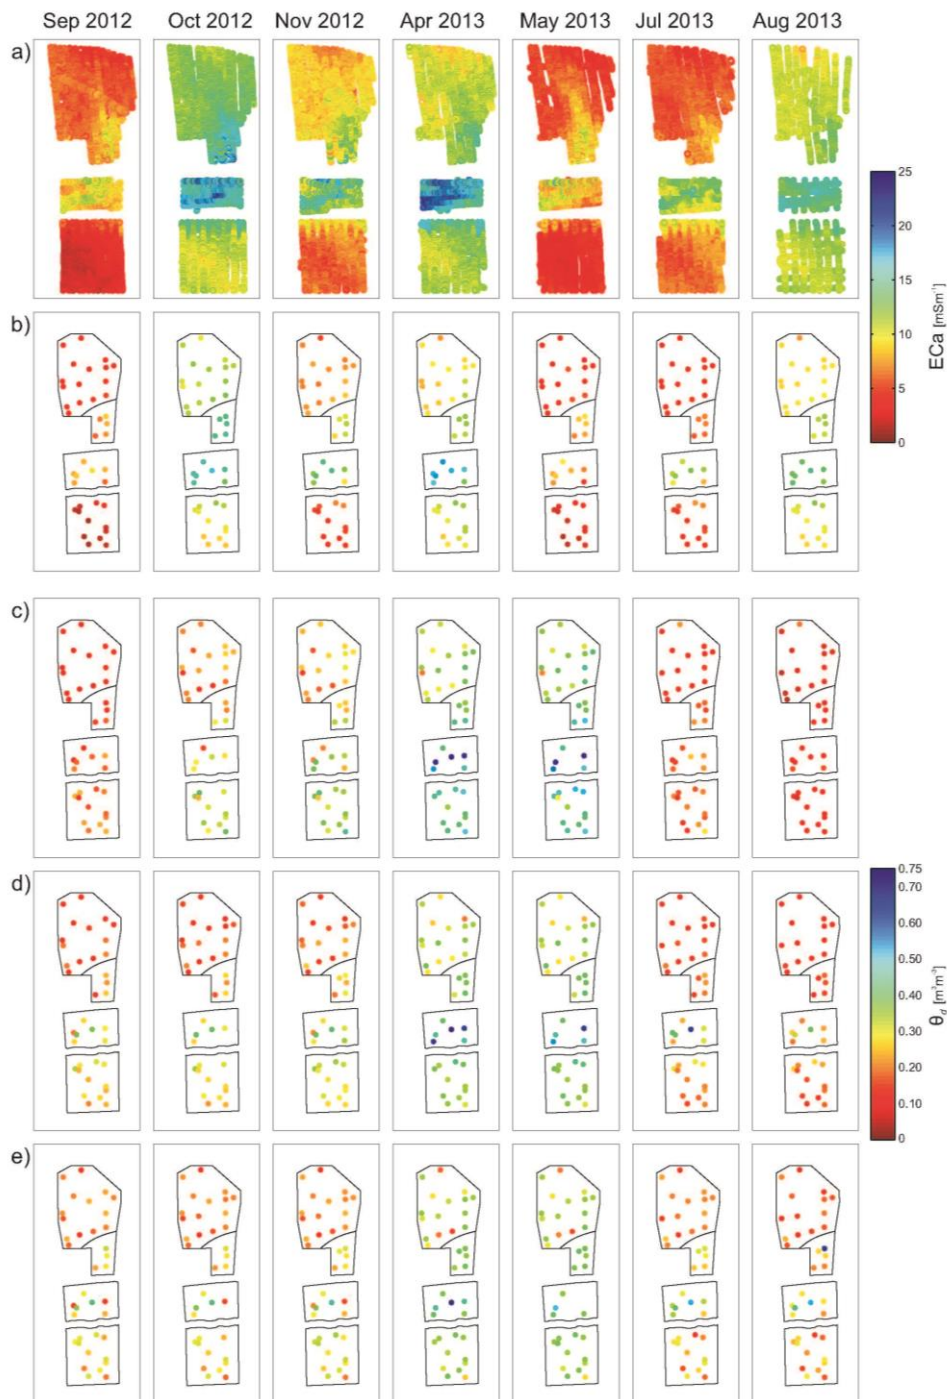 Sep 2012 Oct 2012 Nov 2012 Apr 2013 May 2013 Jul 2013 Aug 2013
a)
25
20
15
10
5
0
ECa [mSm⁻¹]
b)
c)
d)
0.75
0.70
0.60
0.50
0.40
0.30
0.20
0.10
0
θd [m³m⁻³]
e)